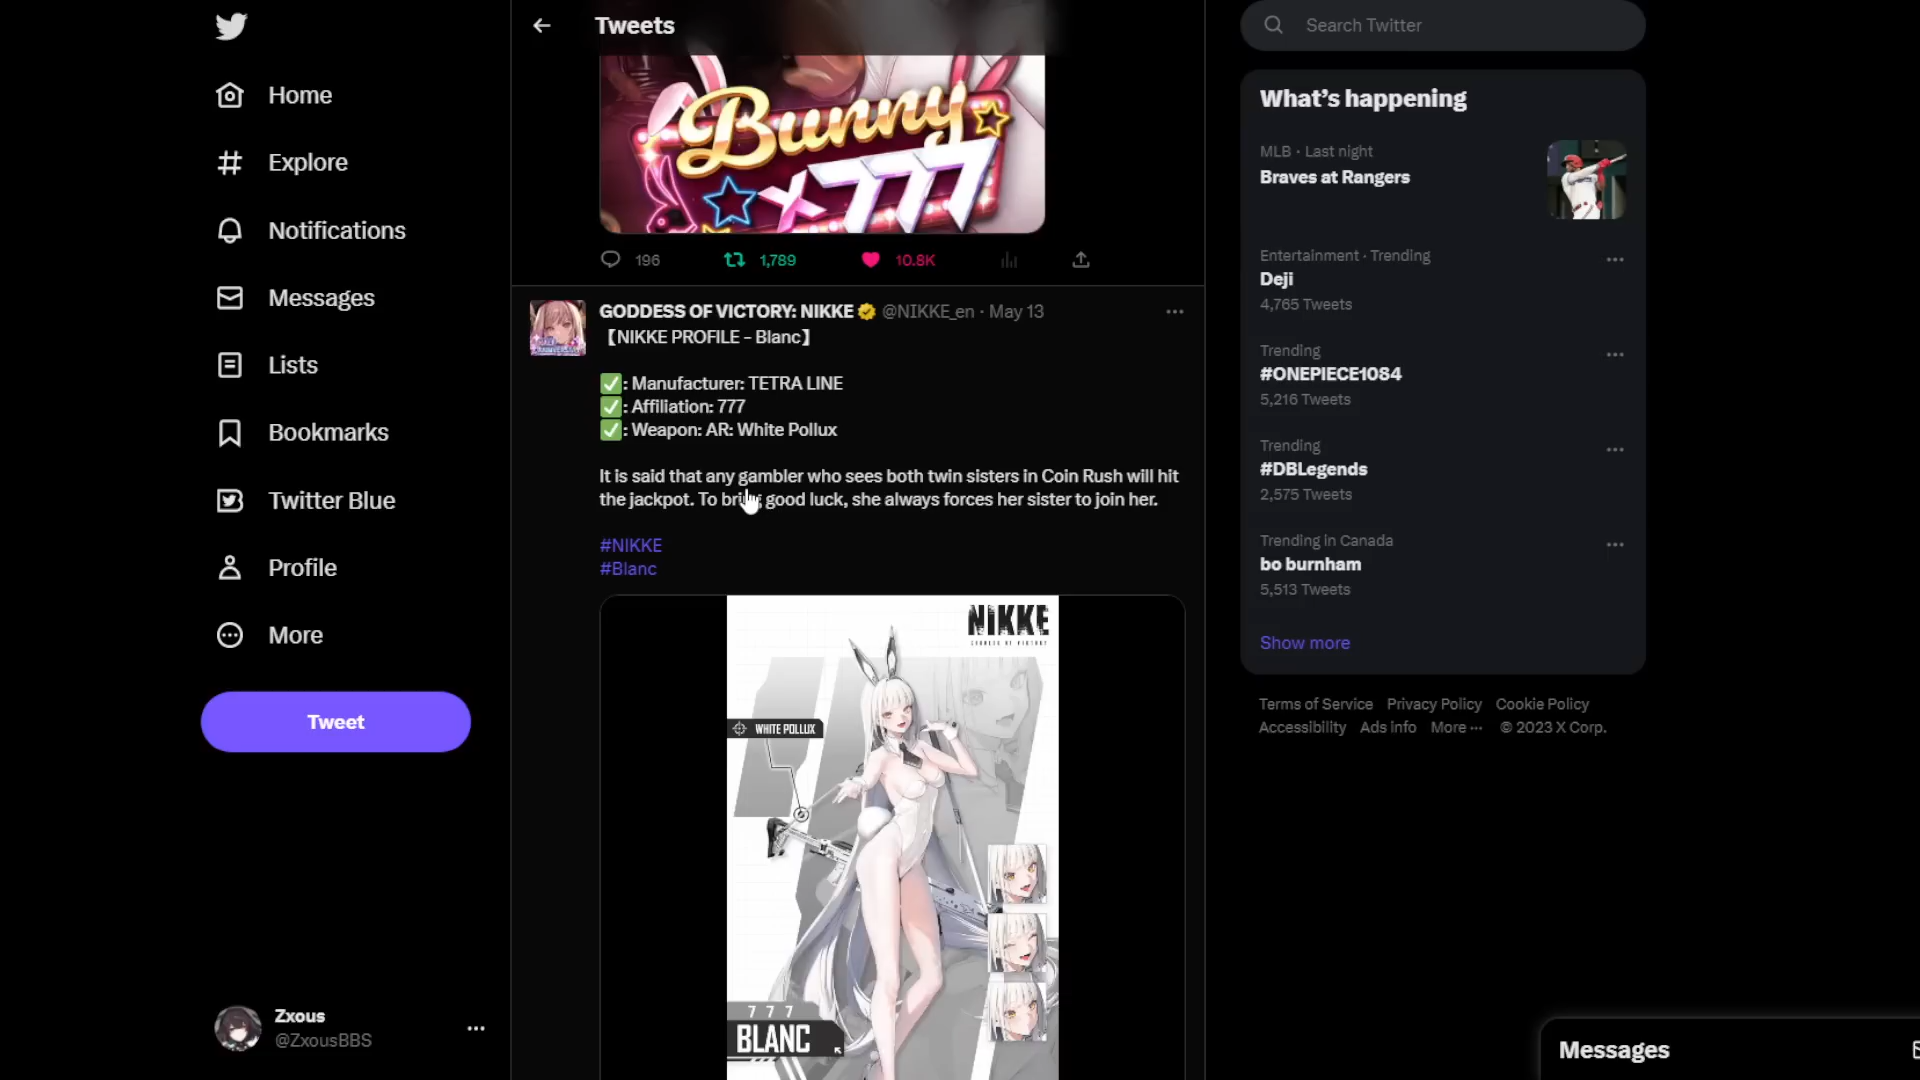 Home
Explore
Notifications
Messages
Lists
Bookmarks
Twitter Blue
Profile
More
Tweet
Zxous
@ZxousBBS
Tweets
Bunny
x777
196
1,789
10.8K
GODDESS OF VICTORY: NIKKE @NIKKE_en · May 13
【NIKKE PROFILE – Blanc】
✅: Manufacturer: TETRA LINE
✅: Affiliation: 777
✅: Weapon: AR: White Pollux
It is said that any gambler who sees both twin sisters in Coin Rush will hit
the jackpot. To bring good luck, she always forces her sister to join her.
#NIKKE
#Blanc
NIKKE
GODDESS OF VICTORY
WHITE POLLUX
777
BLANC
Search Twitter
What's happening
MLB · Last night
Braves at Rangers
Entertainment · Trending
Deji
4,765 Tweets
Trending
#ONEPIECE1084
5,216 Tweets
Trending
#DBLegends
2,575 Tweets
Trending in Canada
bo burnham
5,513 Tweets
Show more
Terms of Service Privacy Policy Cookie Policy
Accessibility Ads info More ··· © 2023 X Corp.
Messages